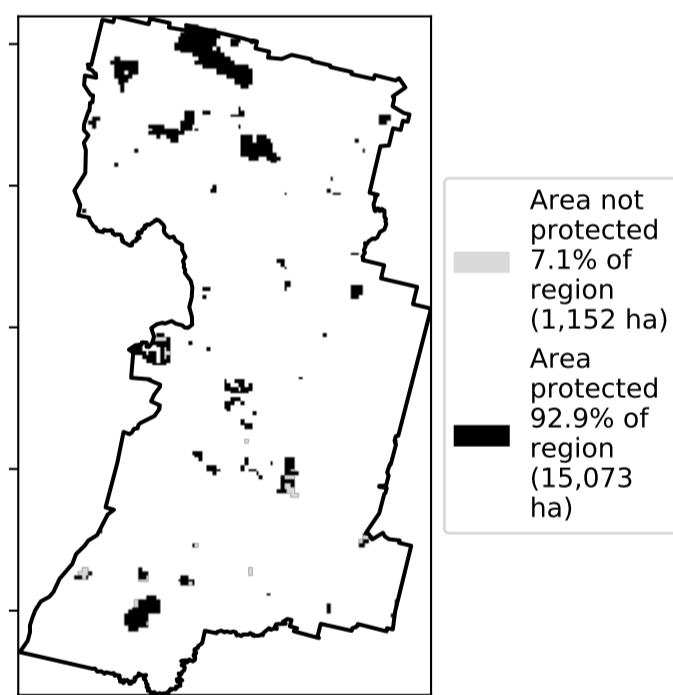 Area not
protected
7.1% of
region
(1,152 ha)
Area
protected
92.9% of
region
(15,073
ha)